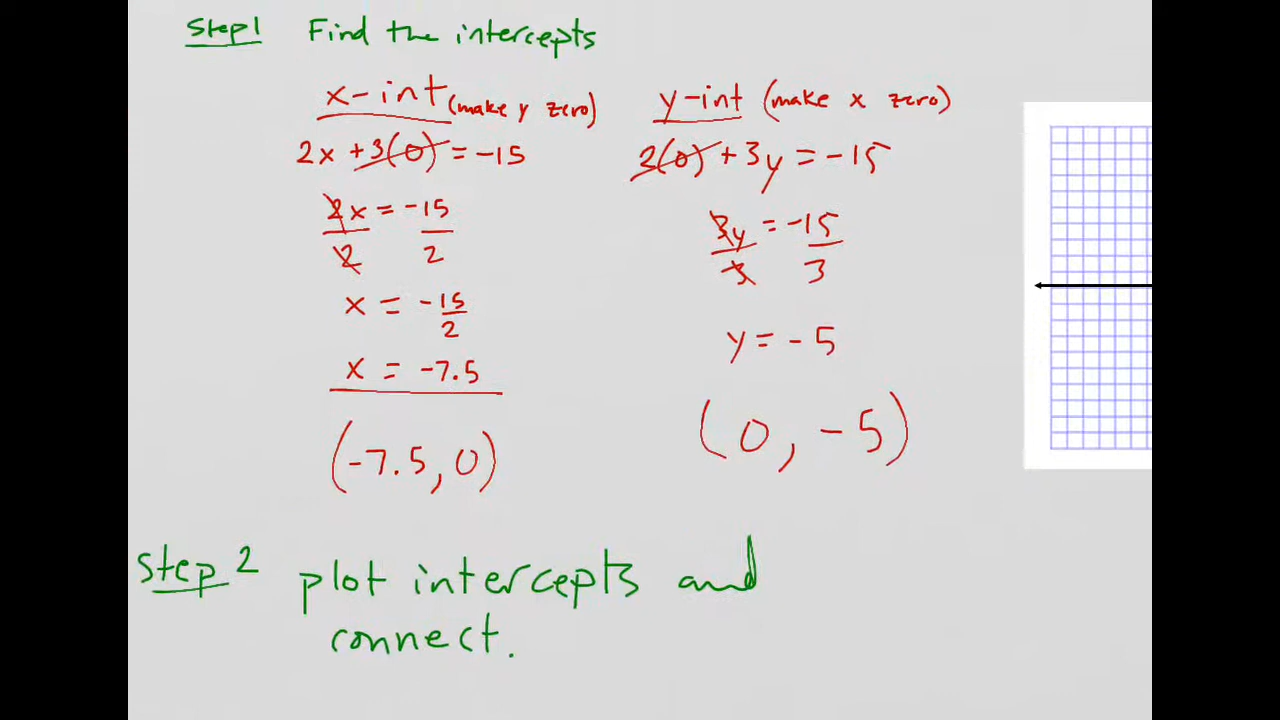 Step 1 Find the intercepts
x-int (make y zero)
2x + 3(0) = -15
2x = -15
2 2
x = -15
2
x = -7.5
(-7.5, 0)
y-int (make x zero)
2(0) + 3y = -15
3y = -15
3 3
y = -5
(0, -5)
Step 2 plot intercepts and
connect.